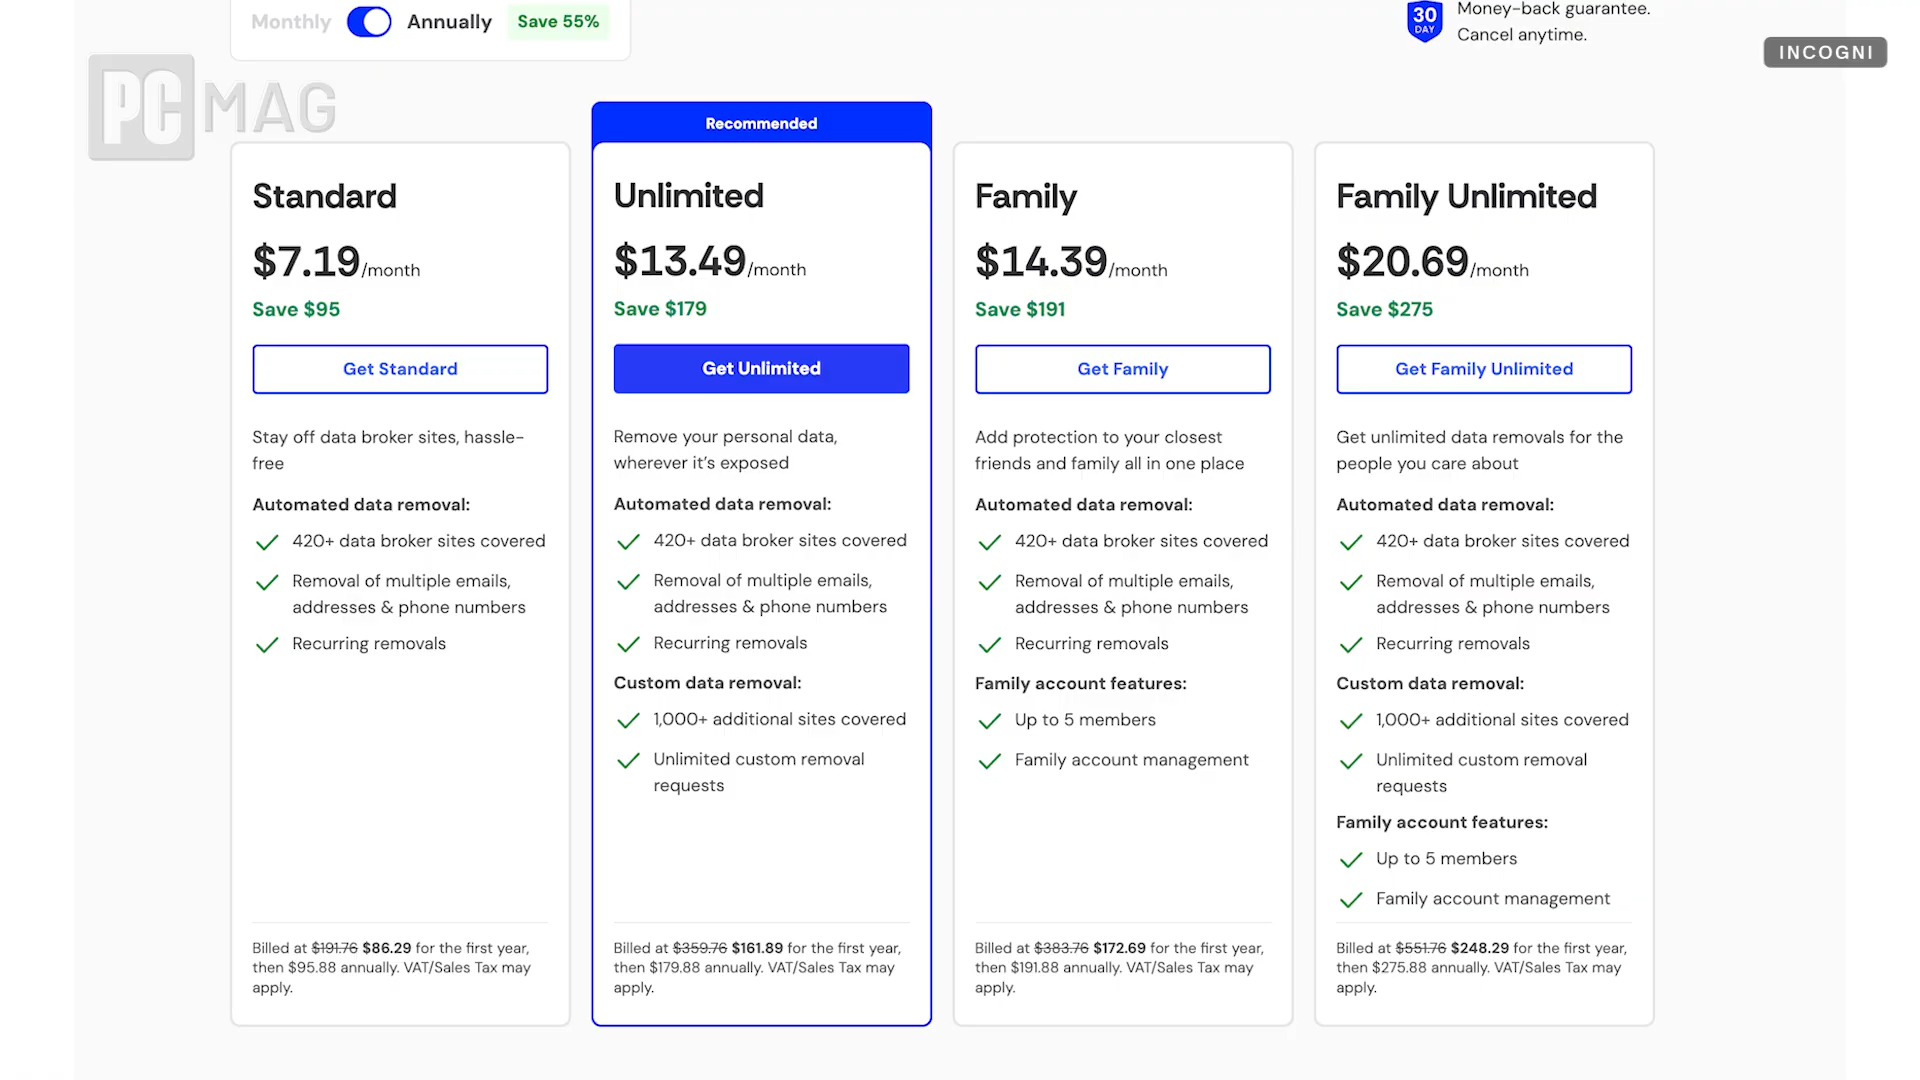 Monthly Annually Save 55%
30 DAY
Money-back guarantee.
Cancel anytime.
INCOGNI
PC MAG
Recommended
Standard
$7.19/month
Save $95
Get Standard
Stay off data broker sites, hassle-
free
Automated data removal:
420+ data broker sites covered
Removal of multiple emails,
addresses & phone numbers
Recurring removals
Billed at $191.76 $86.29 for the first year,
then $95.88 annually. VAT/Sales Tax may
apply.
Unlimited
$13.49/month
Save $179
Get Unlimited
Remove your personal data,
wherever it’s exposed
Automated data removal:
420+ data broker sites covered
Removal of multiple emails,
addresses & phone numbers
Recurring removals
Custom data removal:
1,000+ additional sites covered
Unlimited custom removal
requests
Billed at $359.76 $161.89 for the first year,
then $179.88 annually. VAT/Sales Tax may
apply.
Family
$14.39/month
Save $191
Get Family
Add protection to your closest
friends and family all in one place
Automated data removal:
420+ data broker sites covered
Removal of multiple emails,
addresses & phone numbers
Recurring removals
Family account features:
Up to 5 members
Family account management
Billed at $383.76 $172.69 for the first year,
then $191.88 annually. VAT/Sales Tax may
apply.
Family Unlimited
$20.69/month
Save $275
Get Family Unlimited
Get unlimited data removals for the
people you care about
Automated data removal:
420+ data broker sites covered
Removal of multiple emails,
addresses & phone numbers
Recurring removals
Custom data removal:
1,000+ additional sites covered
Unlimited custom removal
requests
Family account features:
Up to 5 members
Family account management
Billed at $551.76 $248.29 for the first year,
then $275.88 annually. VAT/Sales Tax may
apply.